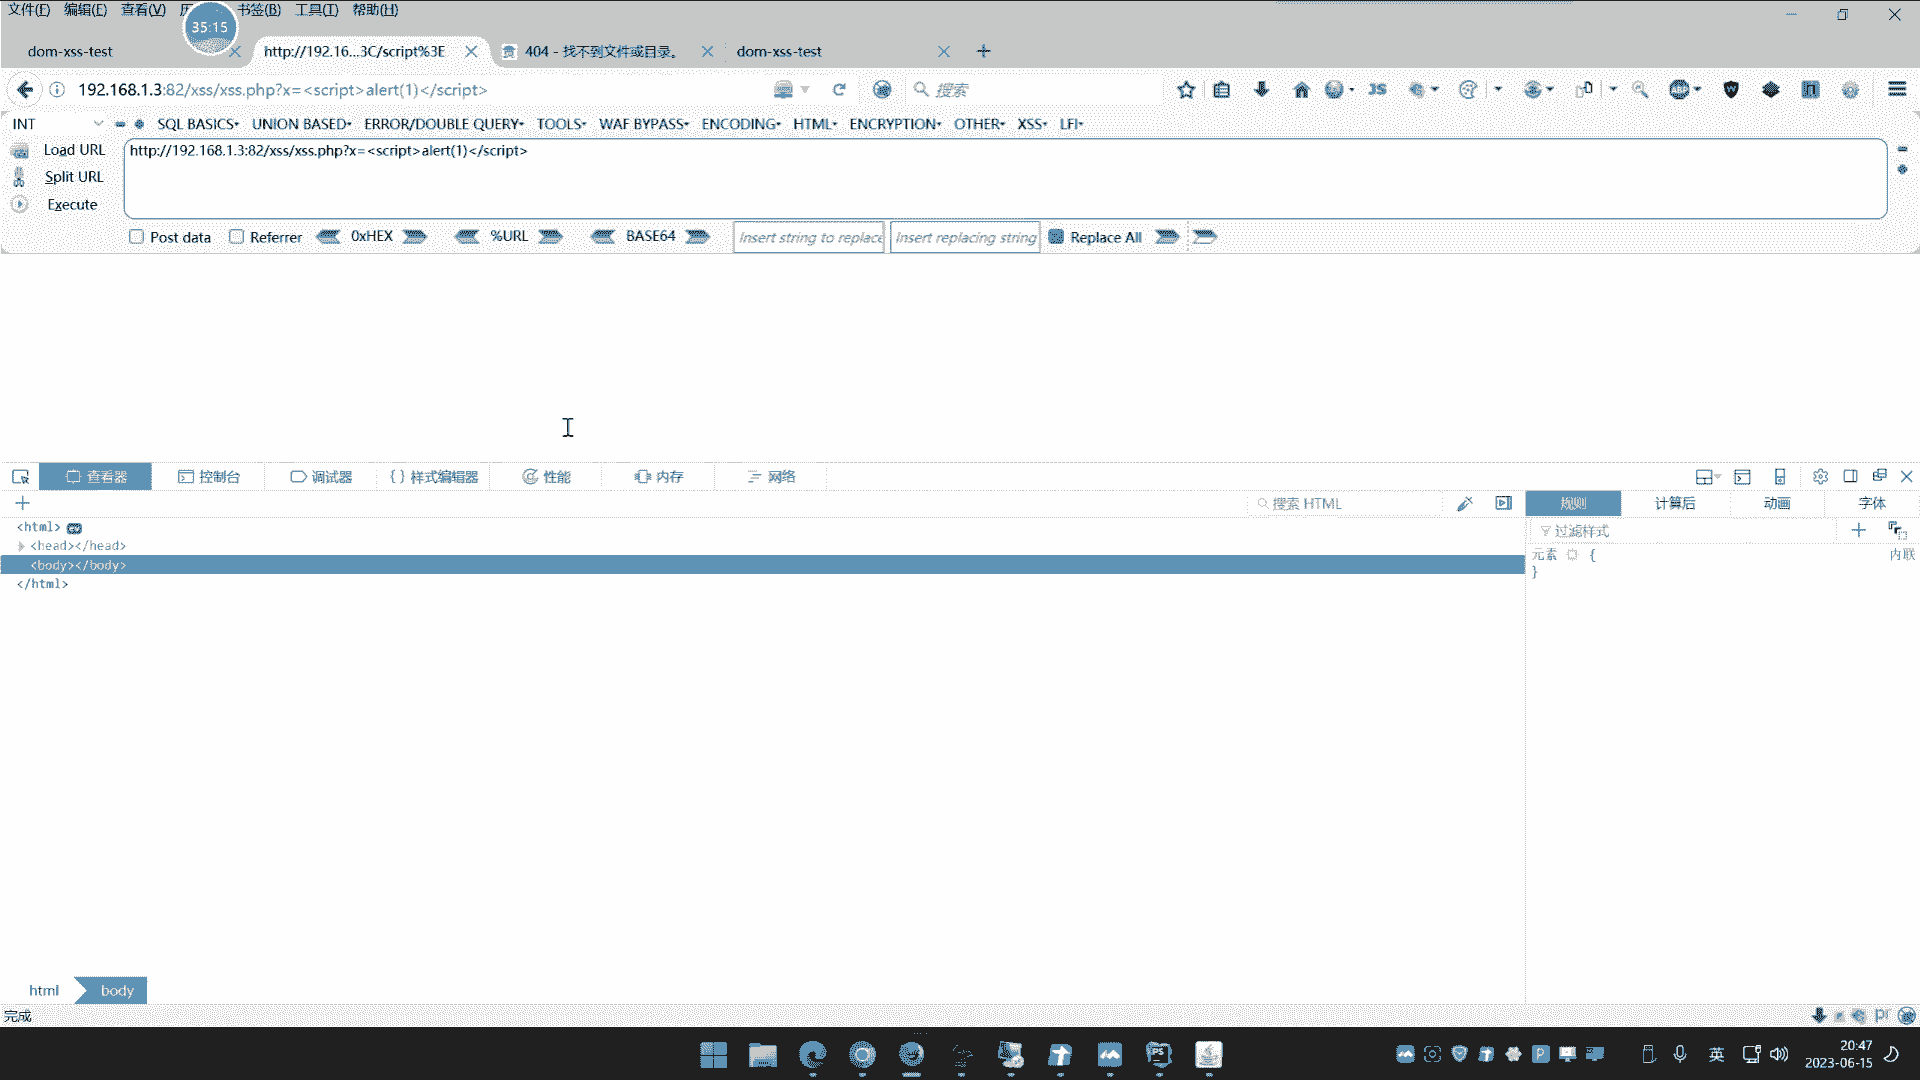 文件(F) 编辑(E) 查看(V) 历 书签(B) 工具(T) 帮助(H)
35:15
dom-xss-test http://192.16...3C/script%3E 404 - 找不到文件或目录。 dom-xss-test
192.168.1.3:82/xss/xss.php?x=<script>alert(1)</script> 搜索 JS ABP
INT SQL BASICS UNION BASED ERROR/DOUBLE QUERY TOOLS WAF BYPASS ENCODING HTML ENCRYPTION OTHER XSS LFI
Load URL http://192.168.1.3:82/xss/xss.php?x=<script>alert(1)</script>
Split URL
Execute
Post data Referrer 0xHEX %URL BASE64 Insert string to replace Insert replacing string Replace All
查看器 控制台 调试器 { } 样式编辑器 性能 内存 网络
搜索 HTML 规则 计算后 动画 字体
<html> ev 过滤样式
<head></head>
<body></body> 元素 { 内联
</html> }
html body
完成 pr
英 20:47
2023-06-15